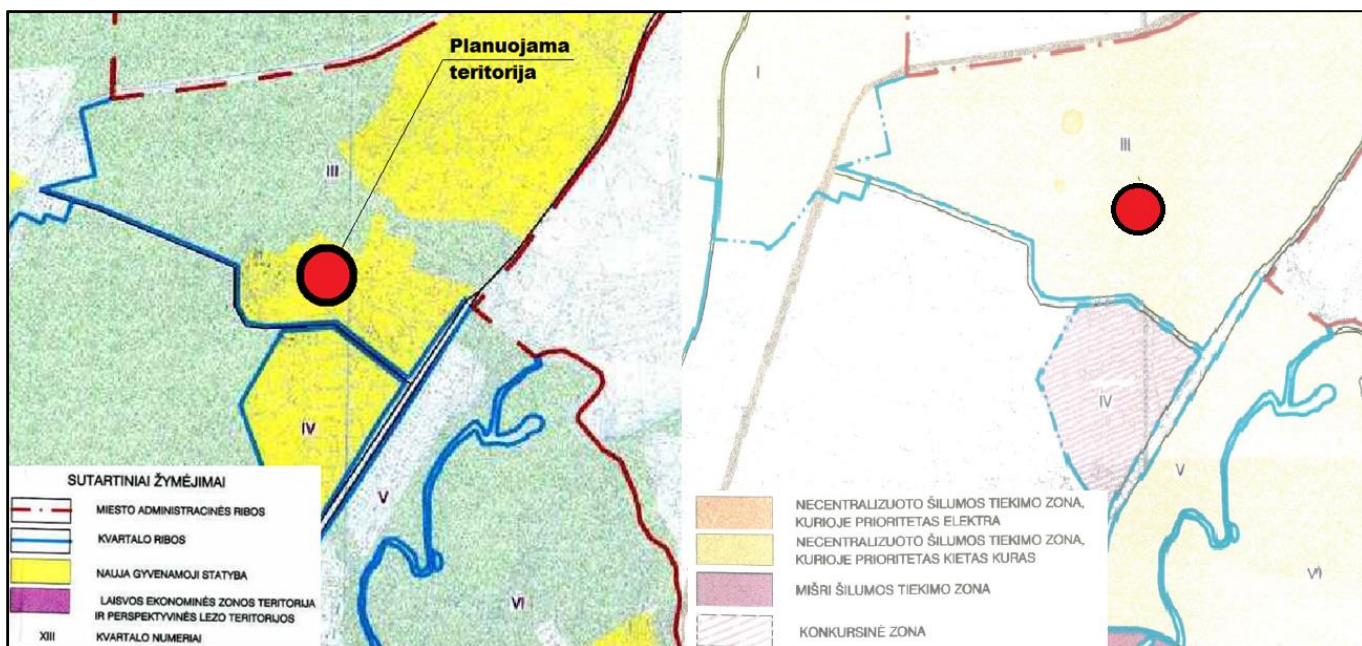 Planuojama
teritorija
III
IV
V
VI
SUTARTINIAI ŽYMĖJIMAI
MIESTO ADMINISTRACINĖS RIBOS
KVARTALO RIBOS
NAUJA GYVENAMOJI STATYBA
LAISVOS EKONOMINĖS ZONOS TERITORIJA
IR PERSPEKTYVINĖS LEZO TERITORIJOS
XIII KVARTALO NUMERIAI
I
III
IV
V
VI
NECENTRALIZUOTO ŠILUMOS TIEKIMO ZONA,
KURIOJE PRIORITETAS ELEKTRA
NECENTRALIZUOTO ŠILUMOS TIEKIMO ZONA,
KURIOJE PRIORITETAS KIETAS KURAS
MIŠRI ŠILUMOS TIEKIMO ZONA
KONKURSINĖ ZONA